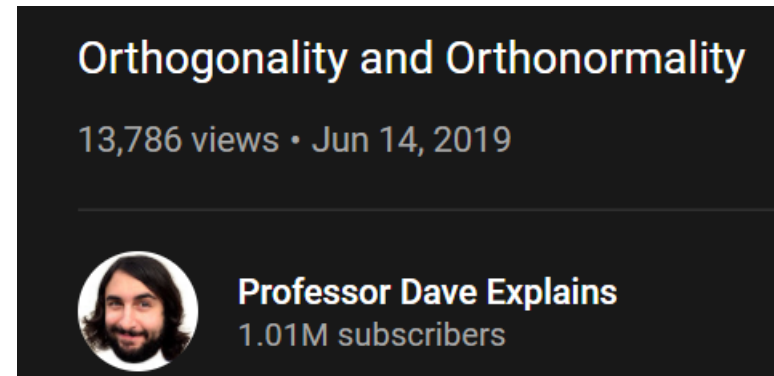 Orthogonality and Orthonormality
13,786 views • Jun 14, 2019
Professor Dave Explains
1.01M subscribers